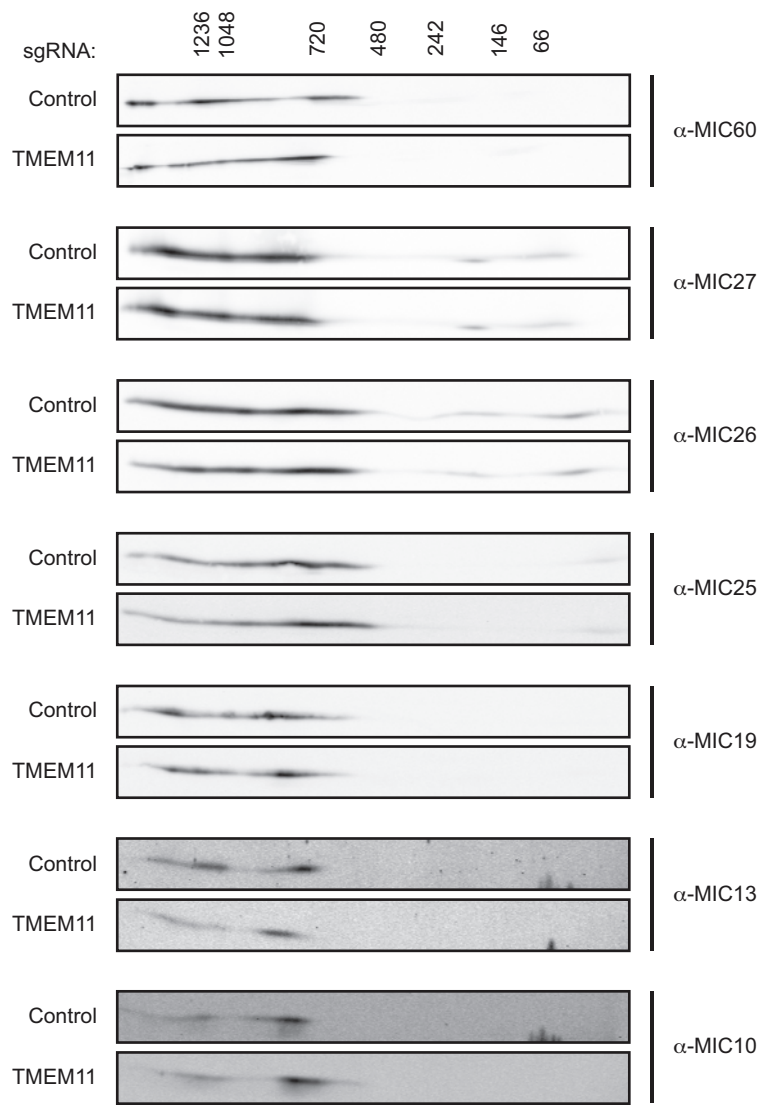 sgRNA: 1236 1048 720 480 242 146 66
Control
α-MIC60
TMEM11
Control
α-MIC27
TMEM11
Control
α-MIC26
TMEM11
Control
α-MIC25
TMEM11
Control
α-MIC19
TMEM11
Control
α-MIC13
TMEM11
Control
α-MIC10
TMEM11